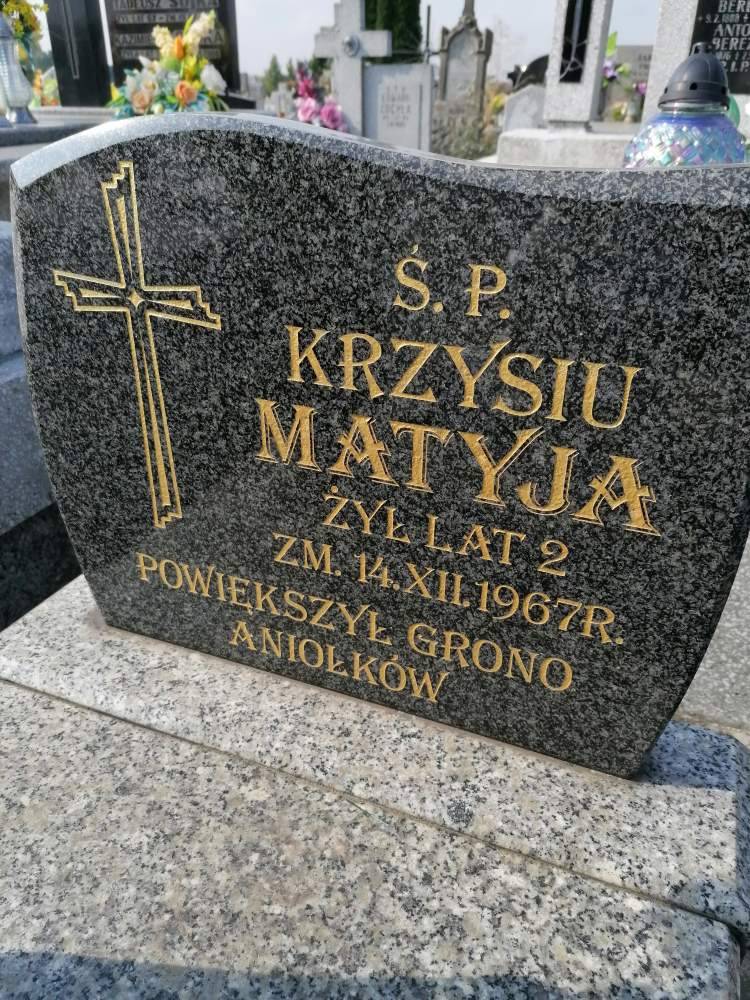 Ś. P.
KRZYSIU
MATYJA
ŻYŁ LAT 2
ZM. 14.XII.1967R.
POWIĘKSZYŁ GRONO
ANIOŁKÓW